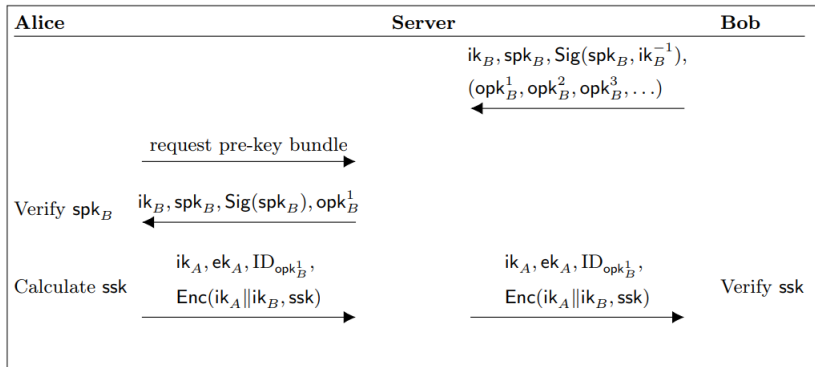 Alice Server Bob
ik_B, spk_B, Sig(spk_B, ik_B^{-1}),
(opk_B^1, opk_B^2, opk_B^3, …)
request pre-key bundle
Verify spk_B ik_B, spk_B, Sig(spk_B), opk_B^1
ik_A, ek_A, ID_{opk_B^1}, ik_A, ek_A, ID_{opk_B^1},
Calculate ssk Verify ssk
Enc(ik_A‖ik_B, ssk) Enc(ik_A‖ik_B, ssk)